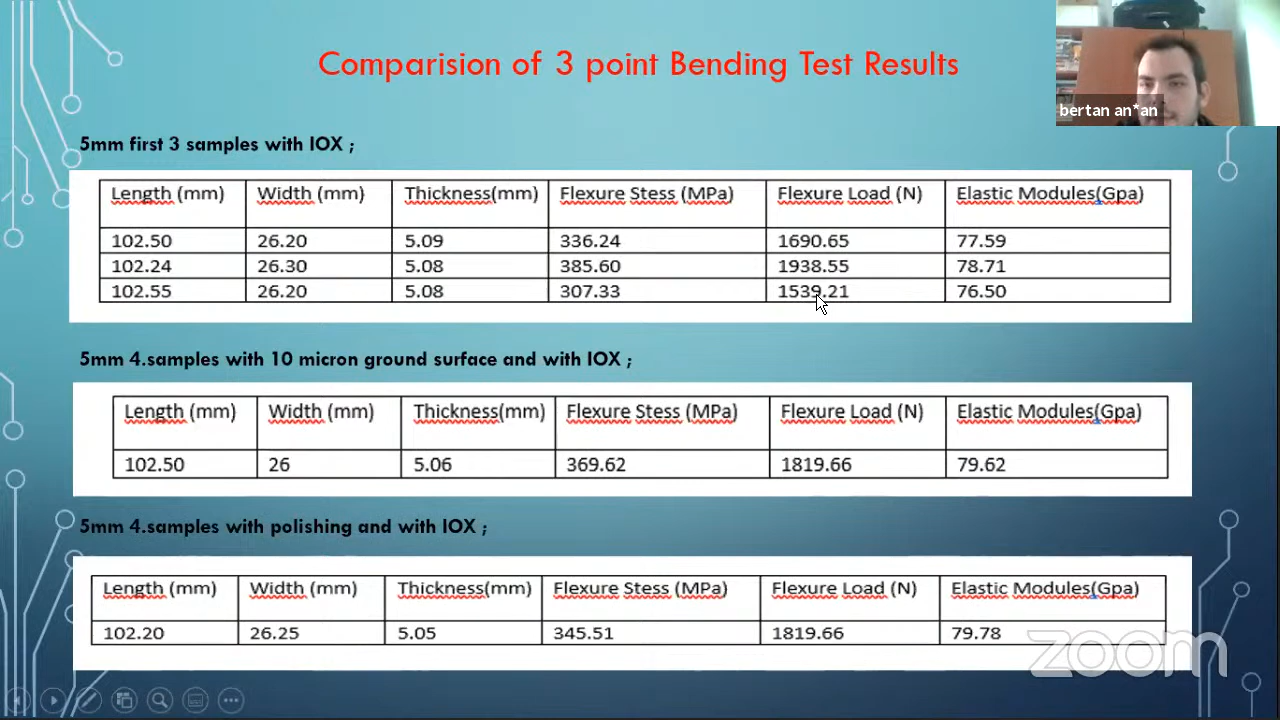 Comparision of 3 point Bending Test Results
bertan an*an
5mm first 3 samples with IOX ;
Length (mm) Width (mm) Thickness(mm) Flexure Stess (MPa) Flexure Load (N) Elastic Modules(Gpa)
102.50 26.20 5.09 336.24 1690.65 77.59
102.24 26.30 5.08 385.60 1938.55 78.71
102.55 26.20 5.08 307.33 1539.21 76.50
5mm 4.samples with 10 micron ground surface and with IOX ;
Length (mm) Width (mm) Thickness(mm) Flexure Stess (MPa) Flexure Load (N) Elastic Modules(Gpa)
102.50 26 5.06 369.62 1819.66 79.62
5mm 4.samples with polishing and with IOX ;
Length (mm) Width (mm) Thickness(mm) Flexure Stess (MPa) Flexure Load (N) Elastic Modules(Gpa)
102.20 26.25 5.05 345.51 1819.66 79.78
zoom